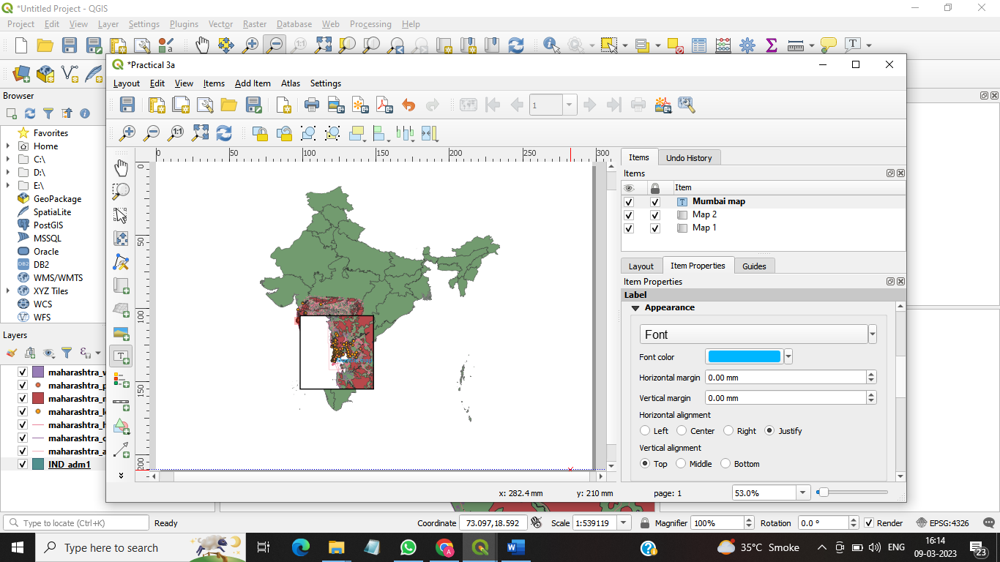 *Untitled Project - QGIS
Project Edit View Layer Settings Plugins Vector Raster Database Web Processing Help
*Practical 3a
Layout Edit View Items Add Item Atlas Settings
1
Browser
Favorites
Home
C:\
D:\
E:\
GeoPackage
SpatiaLite
PostGIS
MSSQL
Oracle
DB2
WMS/WMTS
XYZ Tiles
WCS
WFS
Layers
maharashtra_
maharashtra_p
maharashtra_
maharashtra_
maharashtra_h
maharashtra_
maharashtra_a
IND_adm1
0 50 100 150 200 250 300
0
50
100
150
200
Items Undo History
Items
Item
Mumbai map
Map 2
Map 1
Layout Item Properties Guides
Item Properties
Label
Appearance
Font
Font color
Horizontal margin 0.00 mm
Vertical margin 0.00 mm
Horizontal alignment
Left Center Right Justify
Vertical alignment
Top Middle Bottom
x: 282.4 mm y: 210 mm page: 1 53.0%
Type to locate (Ctrl+K) Ready Coordinate 73.097,18.592 Scale 1:539119 Magnifier 100% Rotation 0.0 ° Render EPSG:4326
Type here to search 35°C Smoke ENG 16:14
09-03-2023 23